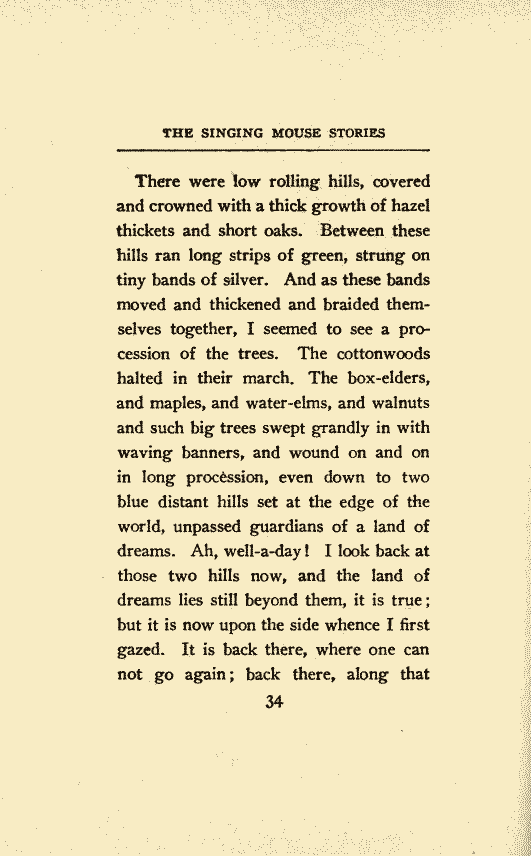 THE SINGING MOUSE STORIES
There were low rolling hills, covered
and crowned with a thick growth of hazel
thickets and short oaks. Between these
hills ran long strips of green, strung on
tiny bands of silver. And as these bands
moved and thickened and braided them-
selves together, I seemed to see a pro-
cession of the trees. The cottonwoods
halted in their march. The box-elders,
and maples, and water-elms, and walnuts
and such big trees swept grandly in with
waving banners, and wound on and on
in long procession, even down to two
blue distant hills set at the edge of the
world, unpassed guardians of a land of
dreams. Ah, well-a-day! I look back at
those two hills now, and the land of
dreams lies still beyond them, it is true;
but it is now upon the side whence I first
gazed. It is back there, where one can
not go again; back there, along that
34